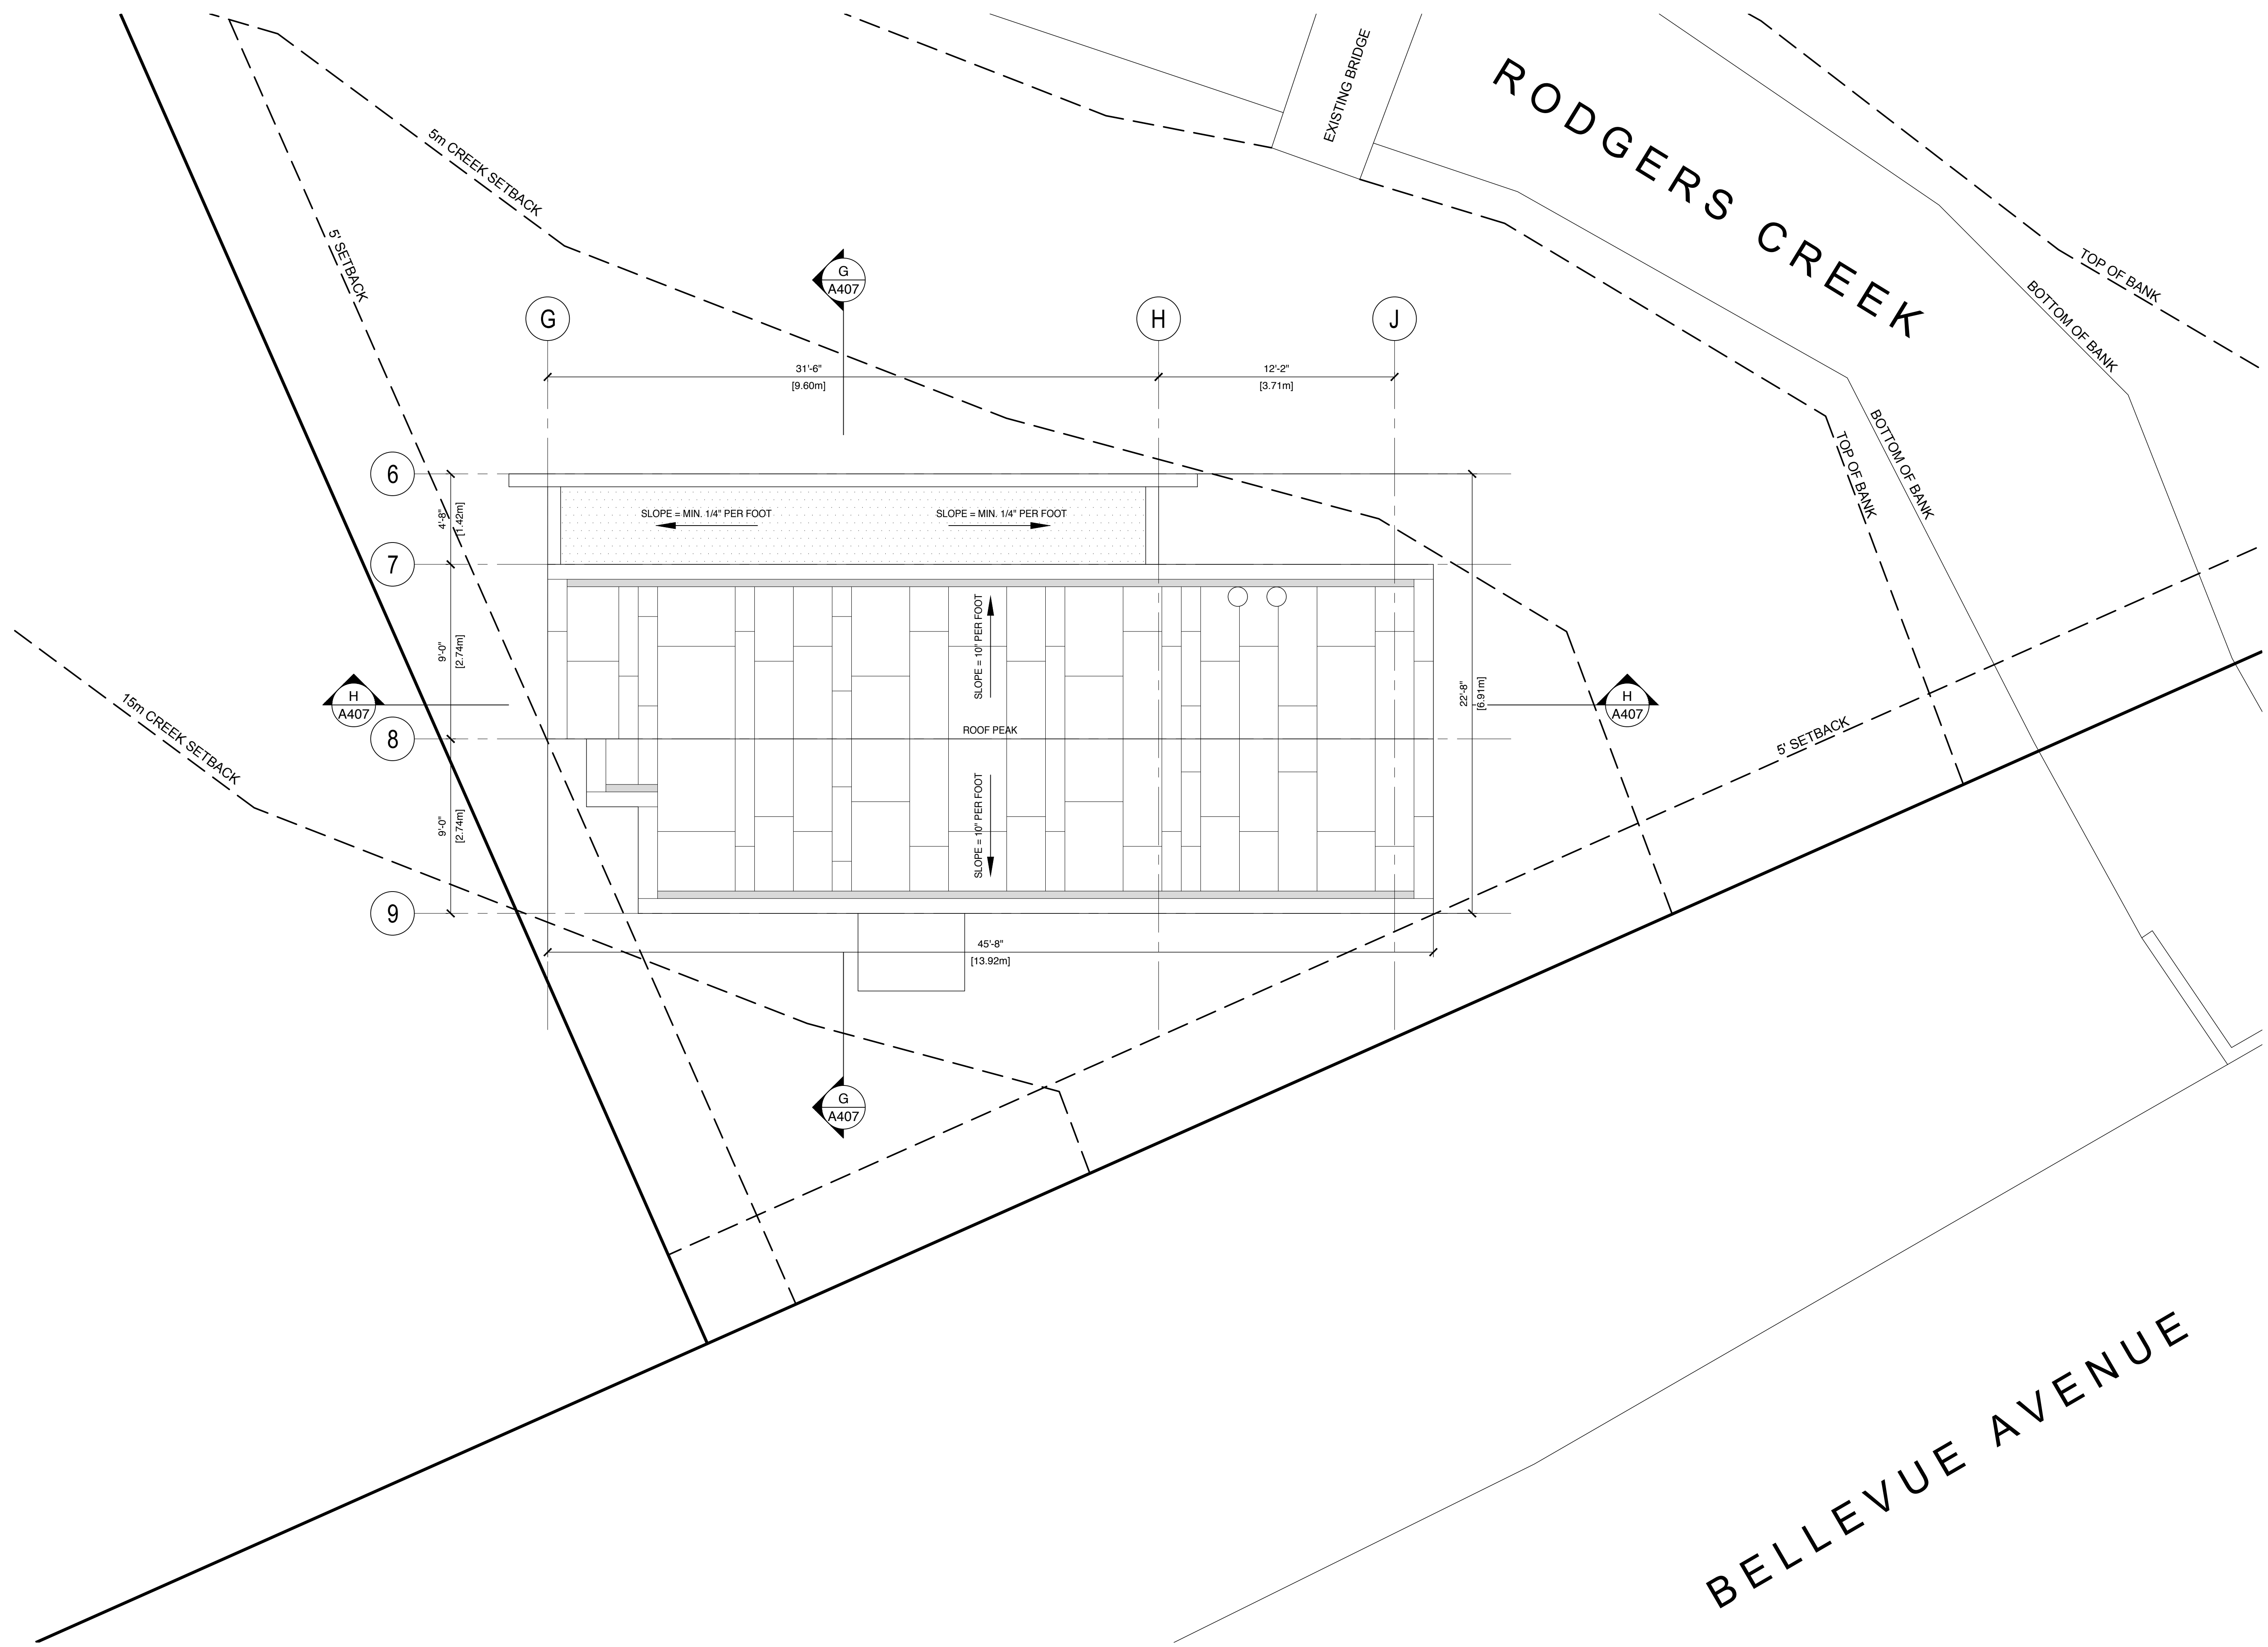 EXISTING BRIDGE
RODGERS CREEK
5m CREEK SETBACK
5' SETBACK
TOP OF BANK
BOTTOM OF BANK
G
A407
G
H
J
31'-6"
[9.60m]
12'-2"
[3.71m]
BOTTOM OF BANK
TOP OF BANK
6
4'-8"
[1.42m]
SLOPE = MIN. 1/4" PER FOOT
SLOPE = MIN. 1/4" PER FOOT
7
9'-0"
[2.74m]
SLOPE = 10" PER FOOT
22'-8"
[6.91m]
H
A407
H
A407
15m CREEK SETBACK
8
ROOF PEAK
5' SETBACK
9'-0"
[2.74m]
SLOPE = 10" PER FOOT
9
45'-8"
[13.92m]
G
A407
BELLEVUE AVENUE